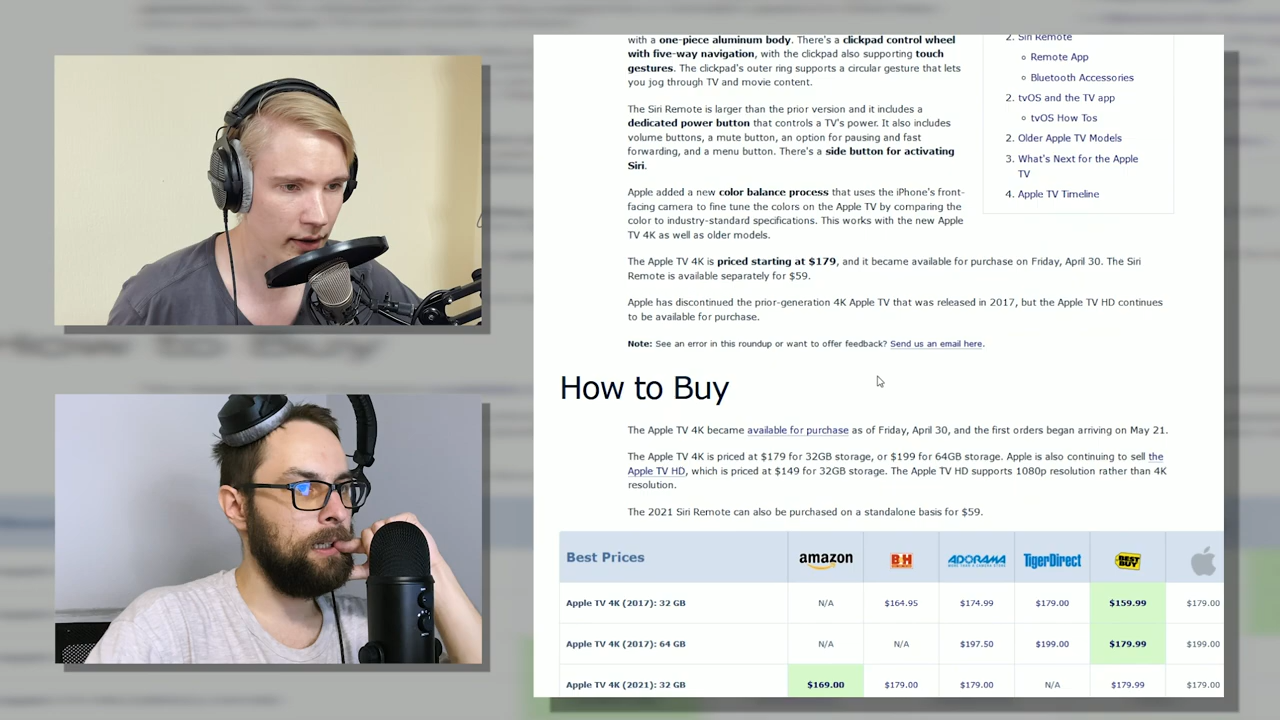 with a one-piece aluminum body. There's a clickpad control wheel
with five-way navigation, with the clickpad also supporting touch
gestures. The clickpad's outer ring supports a circular gesture that lets
you jog through TV and movie content.
The Siri Remote is larger than the prior version and it includes a
dedicated power button that controls a TV's power. It also includes
volume buttons, a mute button, an option for pausing and fast
forwarding, and a menu button. There's a side button for activating
Siri.
Apple added a new color balance process that uses the iPhone's front-
facing camera to fine tune the colors on the Apple TV by comparing the
color to industry-standard specifications. This works with the new Apple
TV 4K as well as older models.
2. Siri Remote
Remote App
Bluetooth Accessories
2. tvOS and the TV app
tvOS How Tos
2. Older Apple TV Models
3. What's Next for the Apple
TV
4. Apple TV Timeline
The Apple TV 4K is priced starting at $179, and it became available for purchase on Friday, April 30. The Siri
Remote is available separately for $59.
Apple has discontinued the prior-generation 4K Apple TV that was released in 2017, but the Apple TV HD continues
to be available for purchase.
Note: See an error in this roundup or want to offer feedback? Send us an email here.
How to Buy
The Apple TV 4K became available for purchase as of Friday, April 30, and the first orders began arriving on May 21.
The Apple TV 4K is priced at $179 for 32GB storage, or $199 for 64GB storage. Apple is also continuing to sell the
Apple TV HD, which is priced at $149 for 32GB storage. The Apple TV HD supports 1080p resolution rather than 4K
resolution.
The 2021 Siri Remote can also be purchased on a standalone basis for $59.
Best Prices amazon B&H ADORAMA TigerDirect BEST BUY
Apple TV 4K (2017): 32 GB N/A $164.95 $174.99 $179.00 $159.99 $179.00
Apple TV 4K (2017): 64 GB N/A N/A $197.50 $199.00 $179.99 $199.00
Apple TV 4K (2021): 32 GB $169.00 $179.00 $179.00 N/A $179.99 $179.00